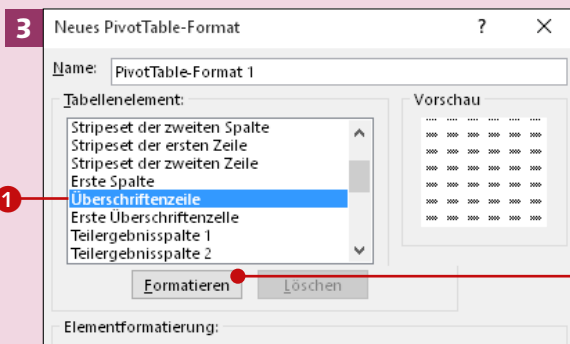 3
Neues PivotTable-Format ? ×
Name: PivotTable-Format 1
Tabellenelement:
Vorschau
Stripeset der zweiten Spalte
Stripeset der ersten Zeile
Stripeset der zweiten Zeile
Erste Spalte
1 Überschriftenzeile
Erste Überschriftenzelle
Teilergebnisspalte 1
Teilergebnisspalte 2
Formatieren Löschen
Elementformatierung: